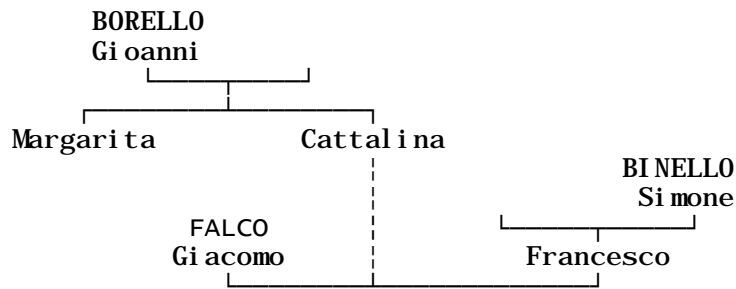 BORELLO
Gioanni
Margarita Cattalina
BINELLO
Simone
FALCO
Giacomo Francesco